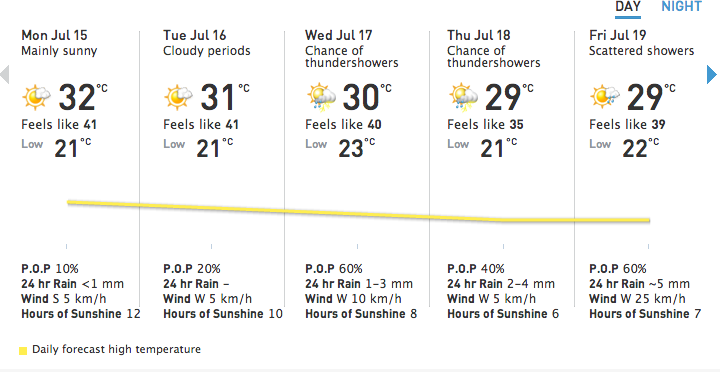 DAY NIGHT
Mon Jul 15
Mainly sunny
32°C
Feels like 41
Low 21°C
P.O.P 10%
24 hr Rain <1 mm
Wind S 5 km/h
Hours of Sunshine 12
Tue Jul 16
Cloudy periods
31°C
Feels like 41
Low 21°C
P.O.P 20%
24 hr Rain –
Wind W 5 km/h
Hours of Sunshine 10
Wed Jul 17
Chance of
thundershowers
30°C
Feels like 40
Low 23°C
P.O.P 60%
24 hr Rain 1–3 mm
Wind W 10 km/h
Hours of Sunshine 8
Thu Jul 18
Chance of
thundershowers
29°C
Feels like 35
Low 21°C
P.O.P 40%
24 hr Rain 2–4 mm
Wind W 5 km/h
Hours of Sunshine 6
Fri Jul 19
Scattered showers
29°C
Feels like 39
Low 22°C
P.O.P 60%
24 hr Rain ~5 mm
Wind W 25 km/h
Hours of Sunshine 7
Daily forecast high temperature